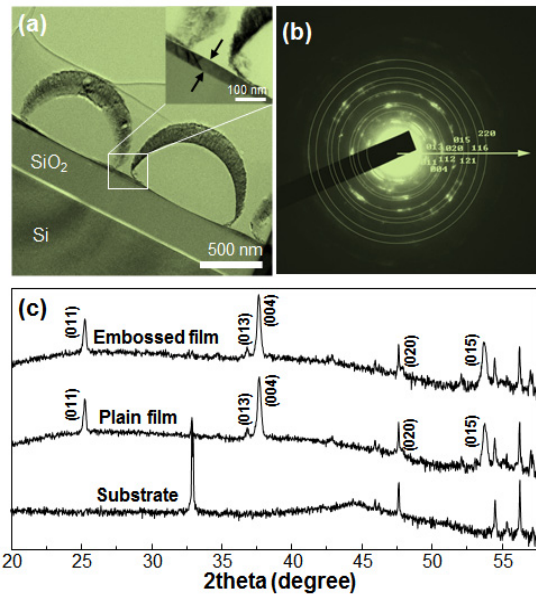 (a)
100 nm
SiO2
Si
500 nm
(b)
015 220
020 116
112 121
004
(c)
(011)
(013)
(004)
Embossed film
(020)
(015)
(011)
(013)
(004)
Plain film
(020)
(015)
Substrate
20 25 30 35 40 45 50 55
2theta (degree)